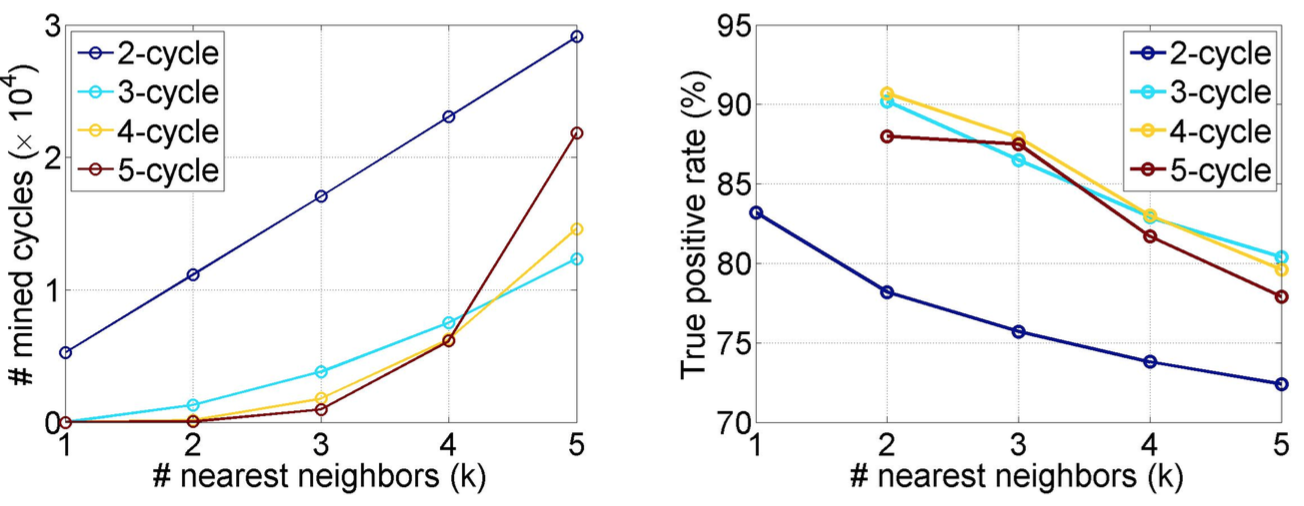 3
2
1
0
1 2 3 4 5
# mined cycles (× 10⁴)
# nearest neighbors (k)
2-cycle
3-cycle
4-cycle
5-cycle
95
90
85
80
75
70
1 2 3 4 5
True positive rate (%)
# nearest neighbors (k)
2-cycle
3-cycle
4-cycle
5-cycle